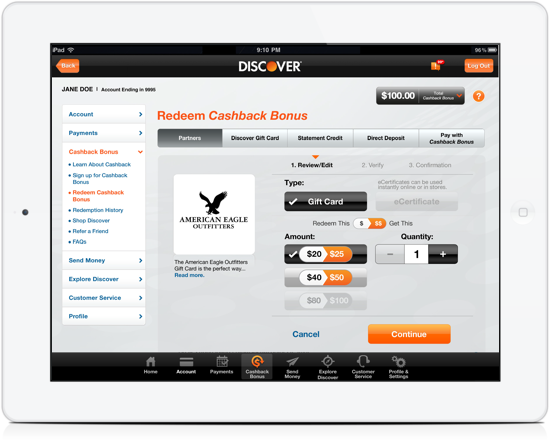 iPad
9:10 PM
96 %
Back
DISCOVER
Log Out
JANE DOE | Account Ending in 9995
$100.00
Total
Cashback Bonus
?
Account
Payments
Cashback Bonus
Learn About Cashback
Sign up for Cashback
Bonus
Redeem Cashback
Bonus
Redemption History
Shop Discover
Refer a Friend
FAQs
Send Money
Explore Discover
Customer Service
Profile
Redeem Cashback Bonus
Partners
Discover Gift Card
Statement Credit
Direct Deposit
Pay with
Cashback Bonus
1. Review/Edit
2. Verify
3. Confirmation
AMERICAN EAGLE
OUTFITTERS
The American Eagle Outfitters
Gift Card is the perfect way...
Read more.
Type:
eCertificates can be used
instantly online or in stores.
Gift Card
eCertificate
Redeem This $ $$ Get This
Amount:
Quantity:
$20 $25
− 1 +
$40 $50
$80 $100
Cancel
Continue
Home
Account
Payments
Cashback
Bonus
Send
Money
Explore
Discover
Customer
Service
Profile &
Settings